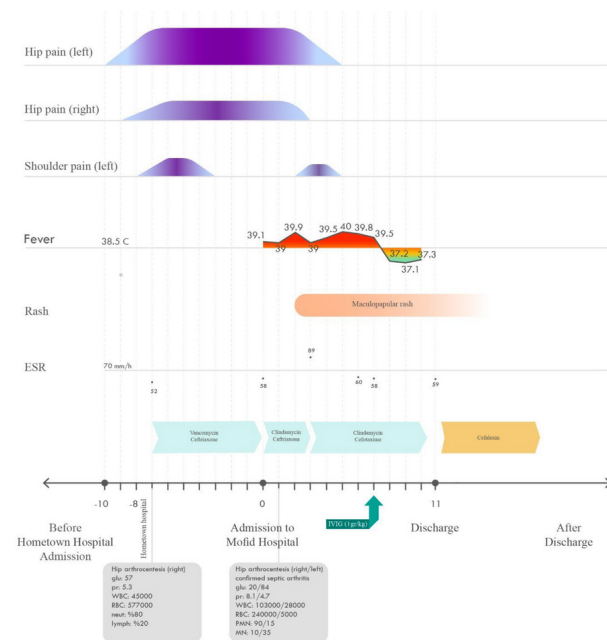 Hip pain (left)
Hip pain (right)
Shoulder pain (left)
Fever
38.5 C
39.1
39
39.9
39
39.5
40
39.8
39.5
37.2
37.1
37.3
Rash
Maculopapular rash
ESR
70 mm/h
52
58
89
60
58
59
Vancomycin
Ceftriaxone
Clindamycin
Ceftriaxone
Clindamycin
Cefotaxime
-10
-8
0
11
Hometown hospital
IVIG (1gr/kg)
Before
Hometown Hospital
Admission
Admission to
Mofid Hospital
Discharge
After
Discharge
Hip arthrocentesis (right)
glu: 57
pr: 5.3
WBC: 45000
RBC: 577000
neut: %80
lymph: %20
Hip arthrocentesis (right/left)
confirmed septic arthritis
glu: 20/84
pr: 8.1/4.7
WBC: 103000/28000
RBC: 240000/5000
PMN: 90/15
MN: 10/35